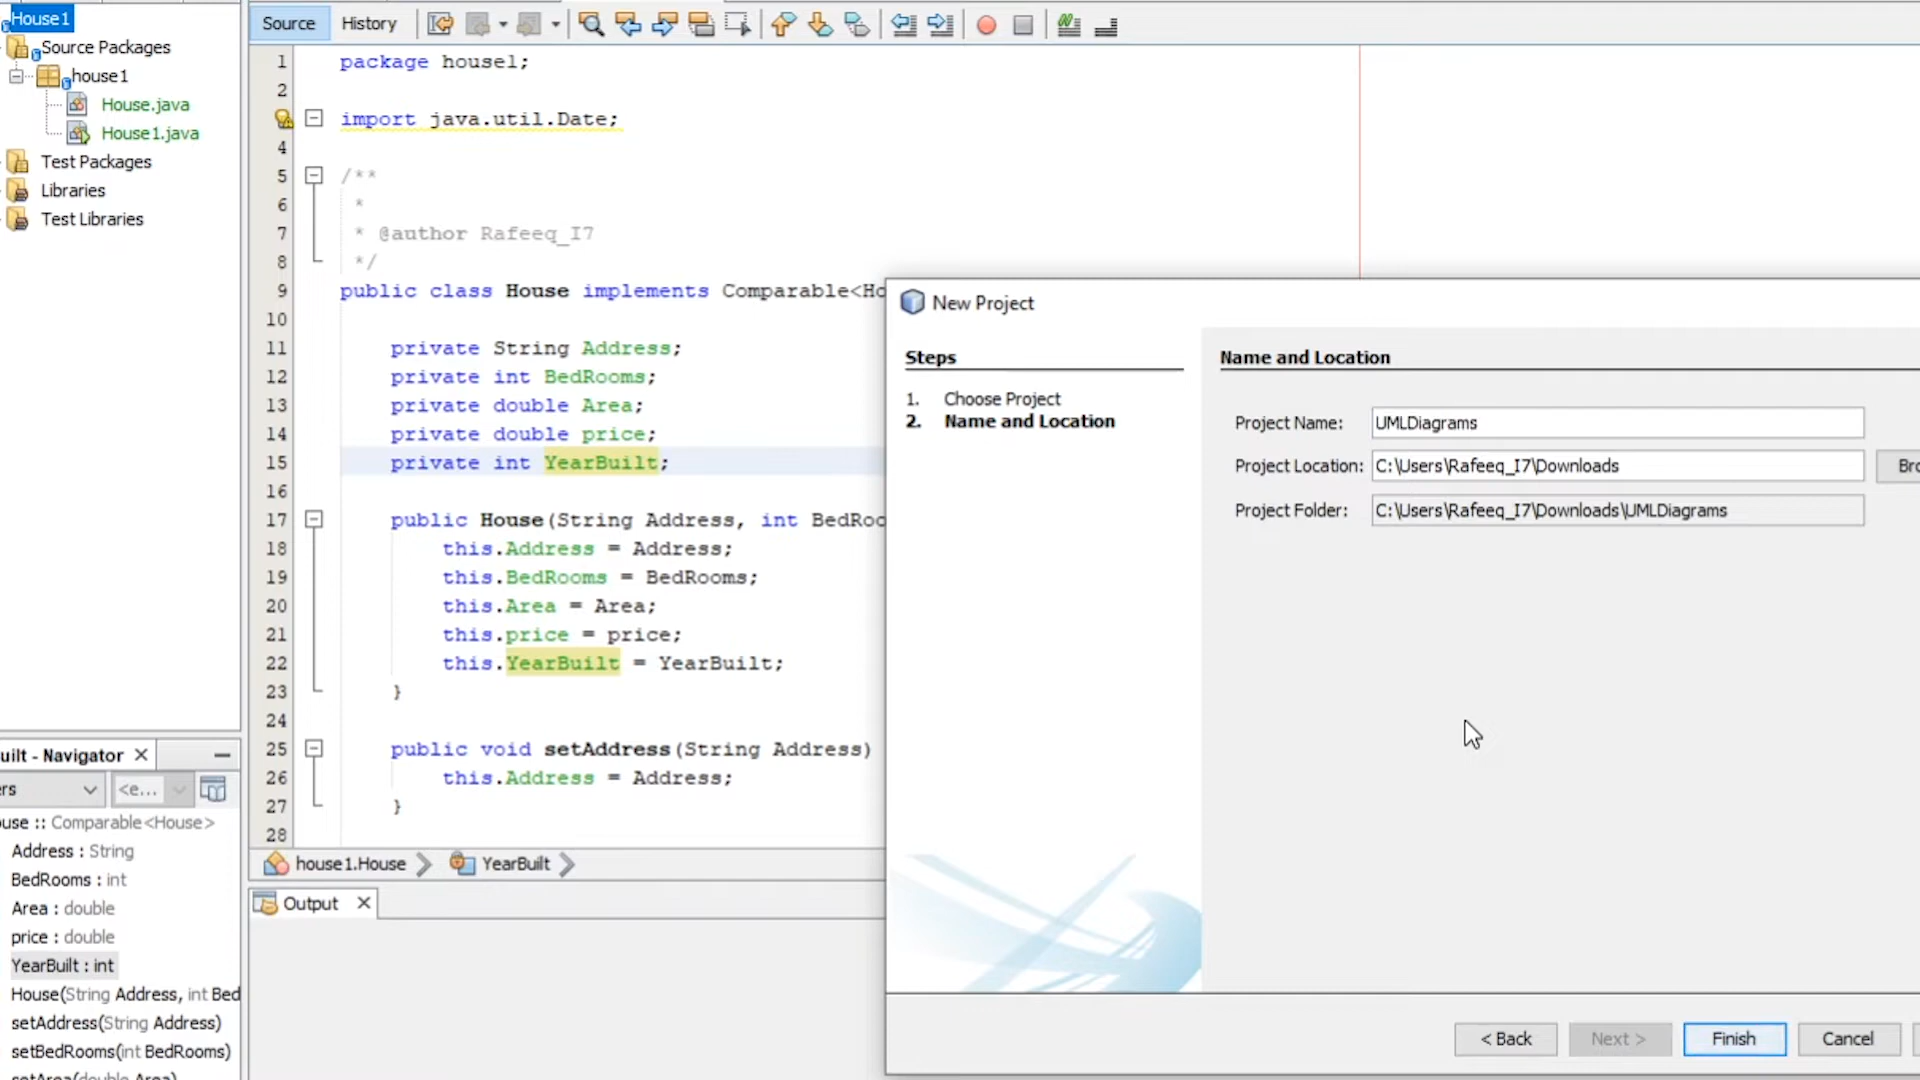 House1
Source Packages
house1
House.java
House1.java
Test Packages
Libraries
Test Libraries
uilt - Navigator
ers
<e...
ouse :: Comparable<House>
Address : String
BedRooms : int
Area : double
price : double
YearBuilt : int
House(String Address, int Bed
setAddress(String Address)
setBedRooms(int BedRooms)
setArea(double Area)
Source History
1 package house1;
2
import java.util.Date;
4
5 /**
6 *
7 * @author Rafeeq_I7
8 */
9 public class House implements Comparable<Ho
10
11 private String Address;
12 private int BedRooms;
13 private double Area;
14 private double price;
15 private int YearBuilt;
16
17 public House(String Address, int BedRoo
18 this.Address = Address;
19 this.BedRooms = BedRooms;
20 this.Area = Area;
21 this.price = price;
22 this.YearBuilt = YearBuilt;
23 }
24
25 public void setAddress(String Address)
26 this.Address = Address;
27 }
28
house1.House YearBuilt
Output
New Project
Steps
1. Choose Project
2. Name and Location
Name and Location
Project Name: UMLDiagrams
Project Location: C:\Users\Rafeeq_I7\Downloads Bro
Project Folder: C:\Users\Rafeeq_I7\Downloads\UMLDiagrams
< Back Next > Finish Cancel